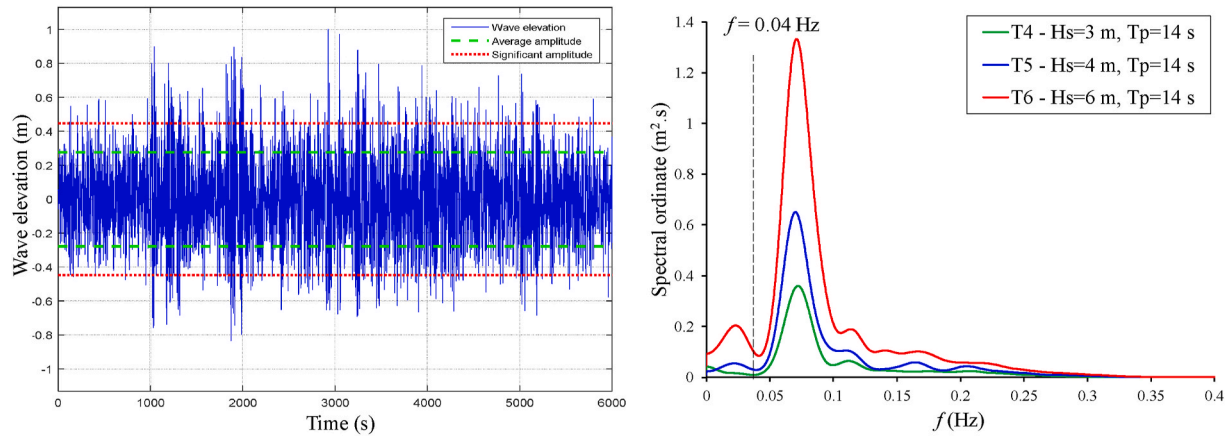 Wave elevation
Average amplitude
Significant amplitude
1
0.8
0.6
0.4
0.2
0
-0.2
-0.4
-0.6
-0.8
-1
Wave elevation (m)
0 1000 2000 3000 4000 5000 6000
Time (s)
f = 0.04 Hz
T4 - Hs=3 m, Tp=14 s
T5 - Hs=4 m, Tp=14 s
T6 - Hs=6 m, Tp=14 s
1.4
1.2
1
0.8
0.6
0.4
0.2
0
Spectral ordinate (m².s)
0 0.05 0.1 0.15 0.2 0.25 0.3 0.35 0.4
f (Hz)